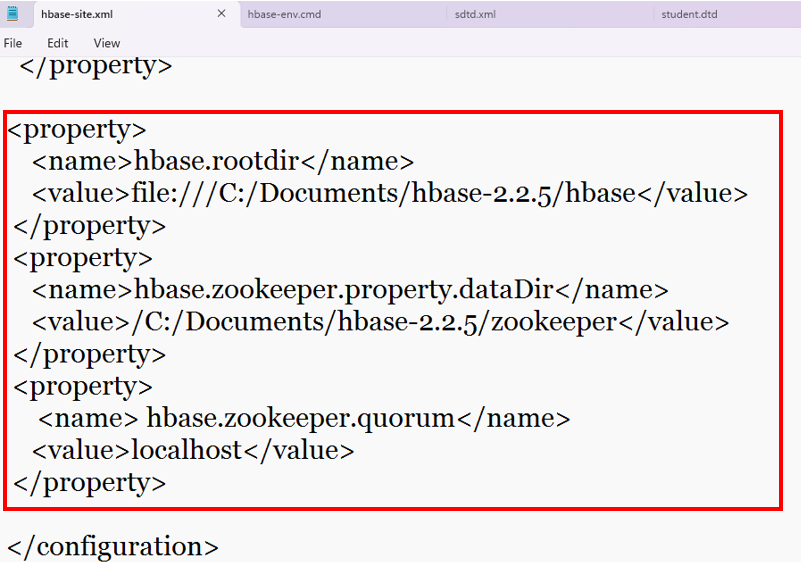 hbase-site.xml
hbase-env.cmd
sdtd.xml
student.dtd
File Edit View
</property>
<property>
<name>hbase.rootdir</name>
<value>file:///C:/Documents/hbase-2.2.5/hbase</value>
</property>
<property>
<name>hbase.zookeeper.property.dataDir</name>
<value>/C:/Documents/hbase-2.2.5/zookeeper</value>
</property>
<property>
<name> hbase.zookeeper.quorum</name>
<value>localhost</value>
</property>
</configuration>